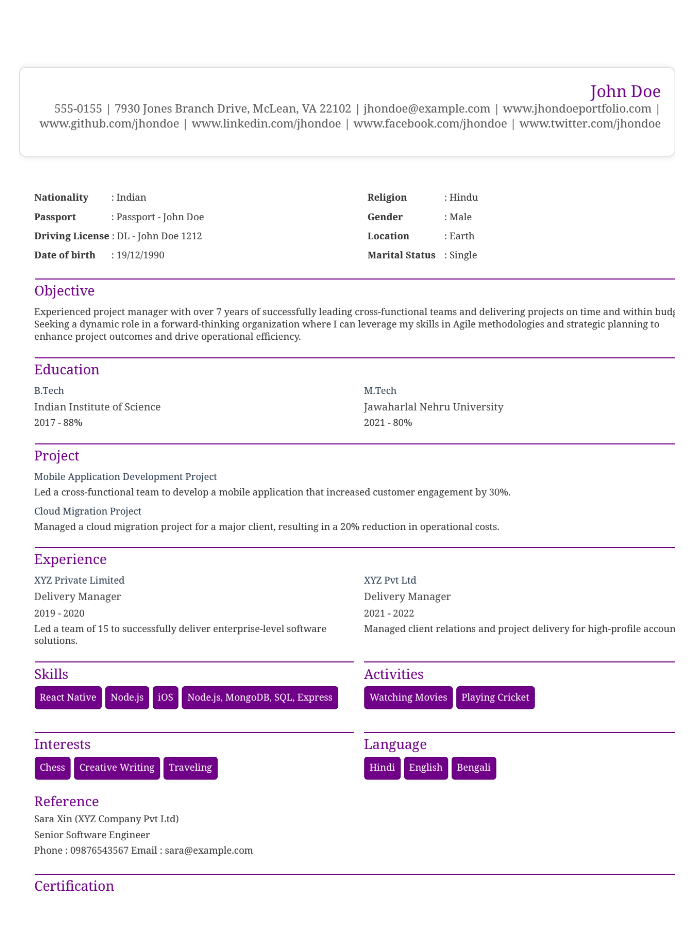 John Doe
555-0155 | 7930 Jones Branch Drive, McLean, VA 22102 | jhondoe@example.com | www.jhondoeportfolio.com |
www.github.com/jhondoe | www.linkedin.com/jhondoe | www.facebook.com/jhondoe | www.twitter.com/jhondoe
Nationality : Indian
Passport : Passport - John Doe
Driving License : DL - John Doe 1212
Date of birth : 19/12/1990
Religion : Hindu
Gender : Male
Location : Earth
Marital Status : Single
Objective
Experienced project manager with over 7 years of successfully leading cross-functional teams and delivering projects on time and within
Seeking a dynamic role in a forward-thinking organization where I can leverage my skills in Agile methodologies and strategic planning to
enhance project outcomes and drive operational efficiency.
Education
B.Tech
Indian Institute of Science
2017 - 88%
M.Tech
Jawaharlal Nehru University
2021 - 80%
Project
Mobile Application Development Project
Led a cross-functional team to develop a mobile application that increased customer engagement by 30%.
Cloud Migration Project
Managed a cloud migration project for a major client, resulting in a 20% reduction in operational costs.
Experience
XYZ Private Limited
Delivery Manager
2019 - 2020
Led a team of 15 to successfully deliver enterprise-level software
solutions.
XYZ Pvt Ltd
Delivery Manager
2021 - 2022
Managed client relations and project delivery for high-profile
Skills
React Native Node.js iOS Node.js, MongoDB, SQL, Express
Activities
Watching Movies Playing Cricket
Interests
Chess Creative Writing Traveling
Language
Hindi English Bengali
Reference
Sara Xin (XYZ Company Pvt Ltd)
Senior Software Engineer
Phone : 09876543567 Email : sara@example.com
Certification